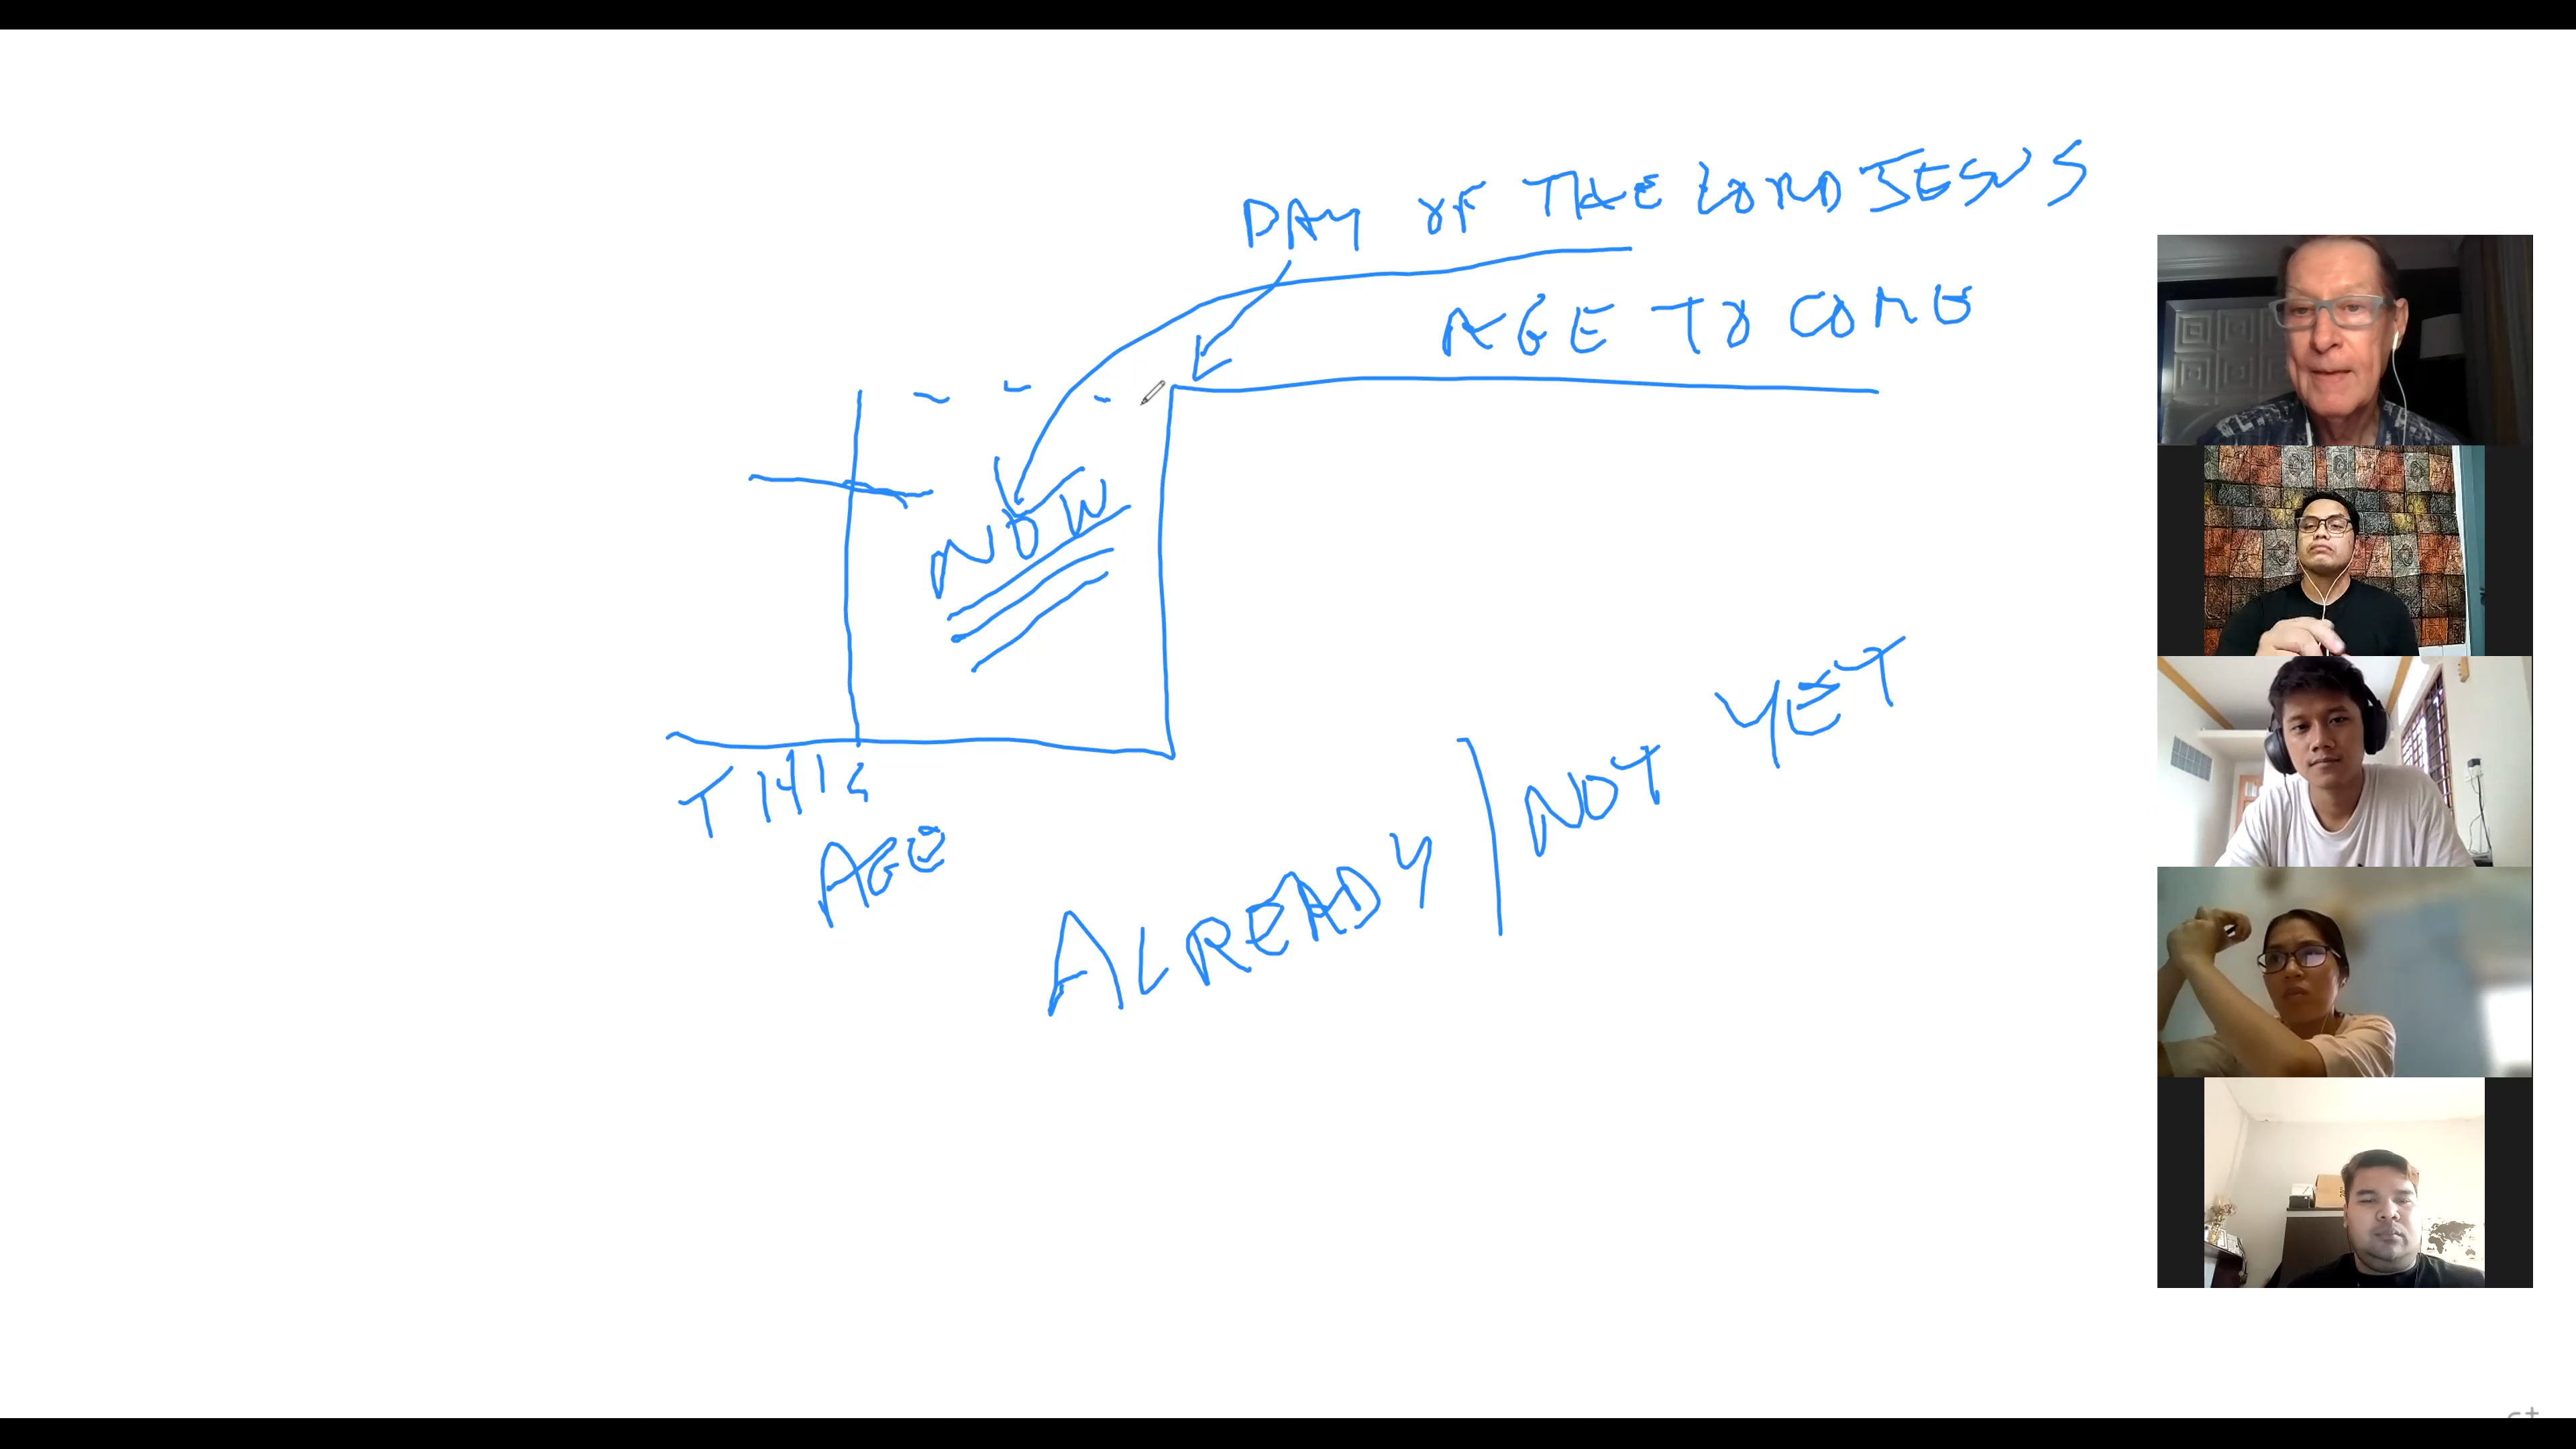 DAY OF THE LORD JESUS
AGE TO COME
NOW
THIS
AGE
ALREADY | NOT YET